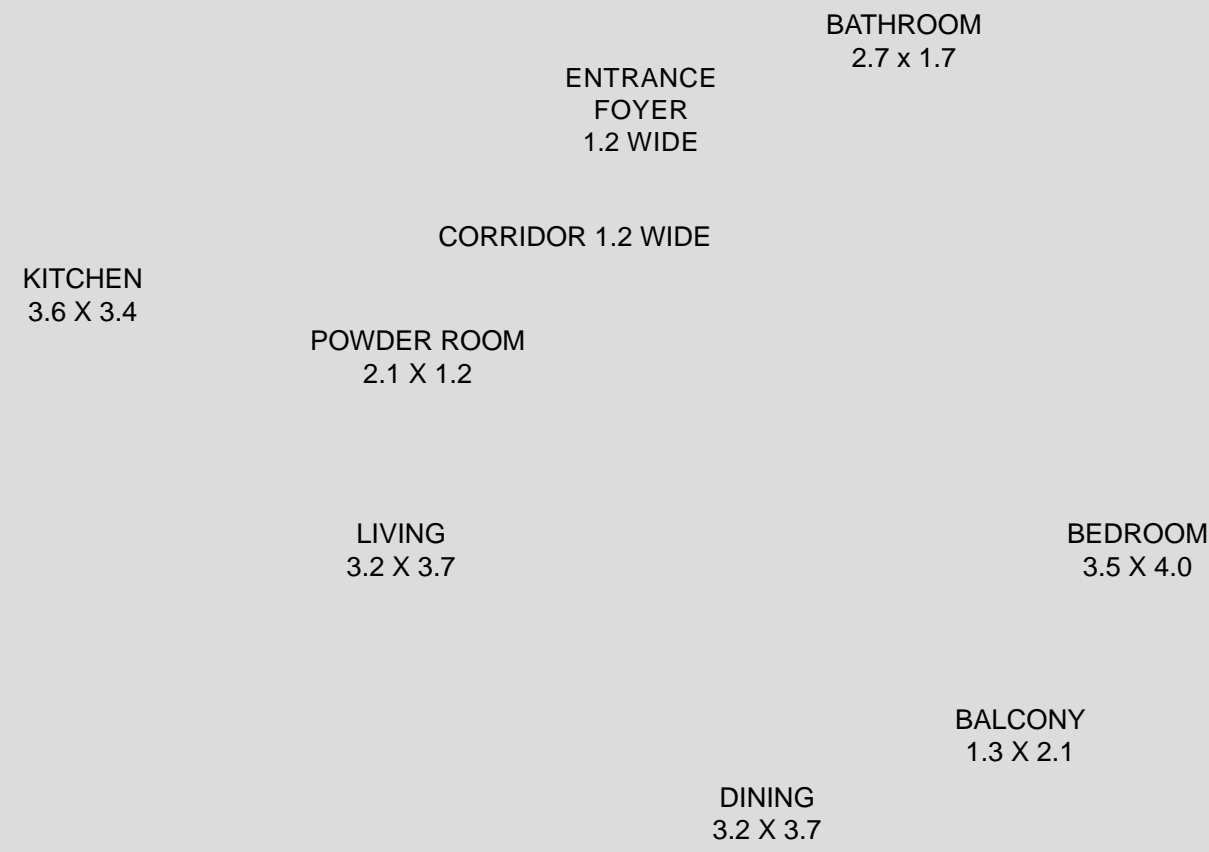 BATHROOM
2.7 x 1.7
ENTRANCE
FOYER
1.2 WIDE
CORRIDOR 1.2 WIDE
KITCHEN
3.6 X 3.4
POWDER ROOM
2.1 X 1.2
LIVING
3.2 X 3.7
BEDROOM
3.5 X 4.0
BALCONY
1.3 X 2.1
DINING
3.2 X 3.7